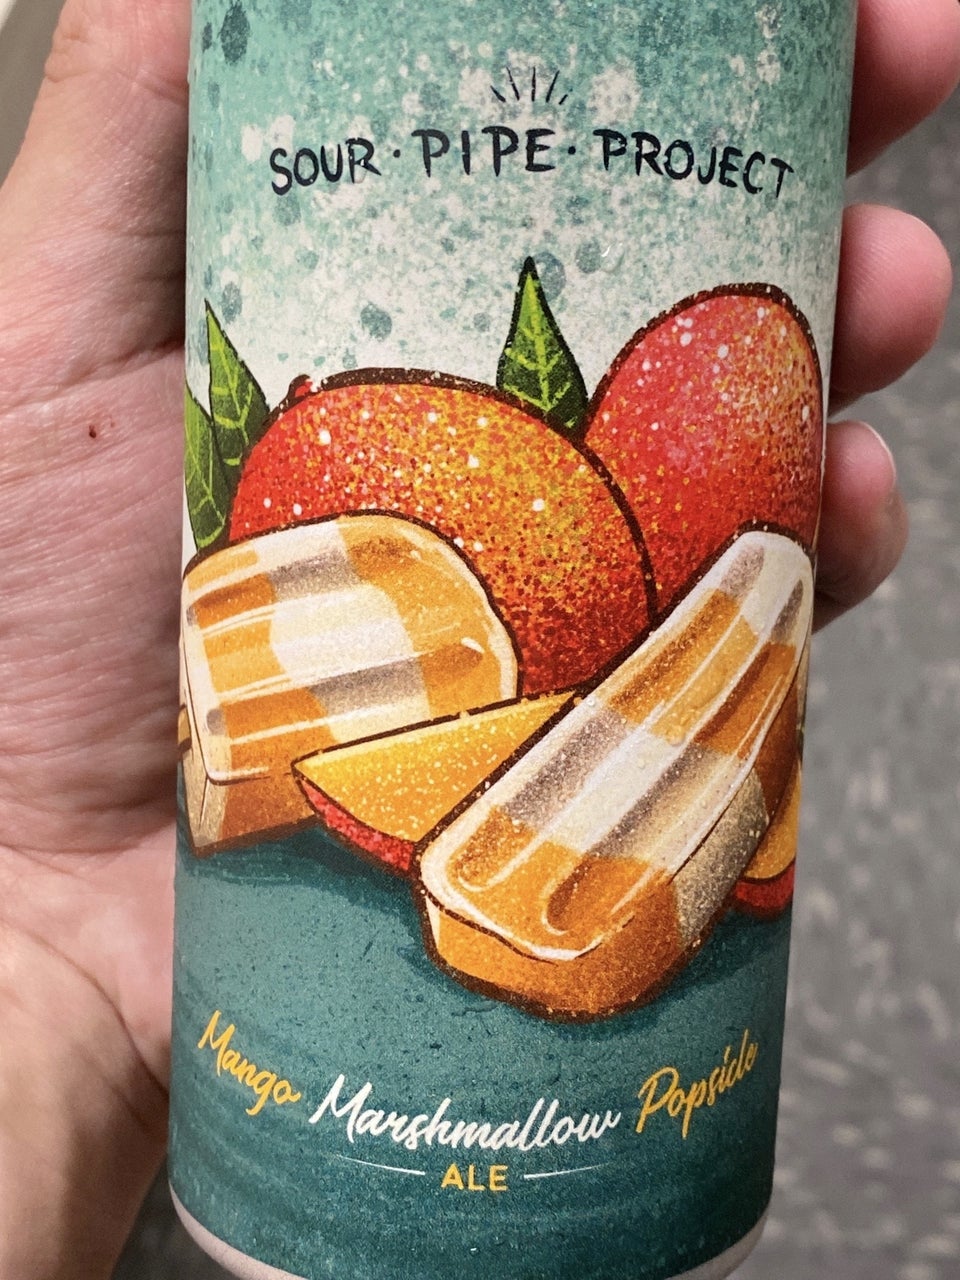 SOUR · PIPE · PROJECT
Mango Marshmallow Popsicle
ALE